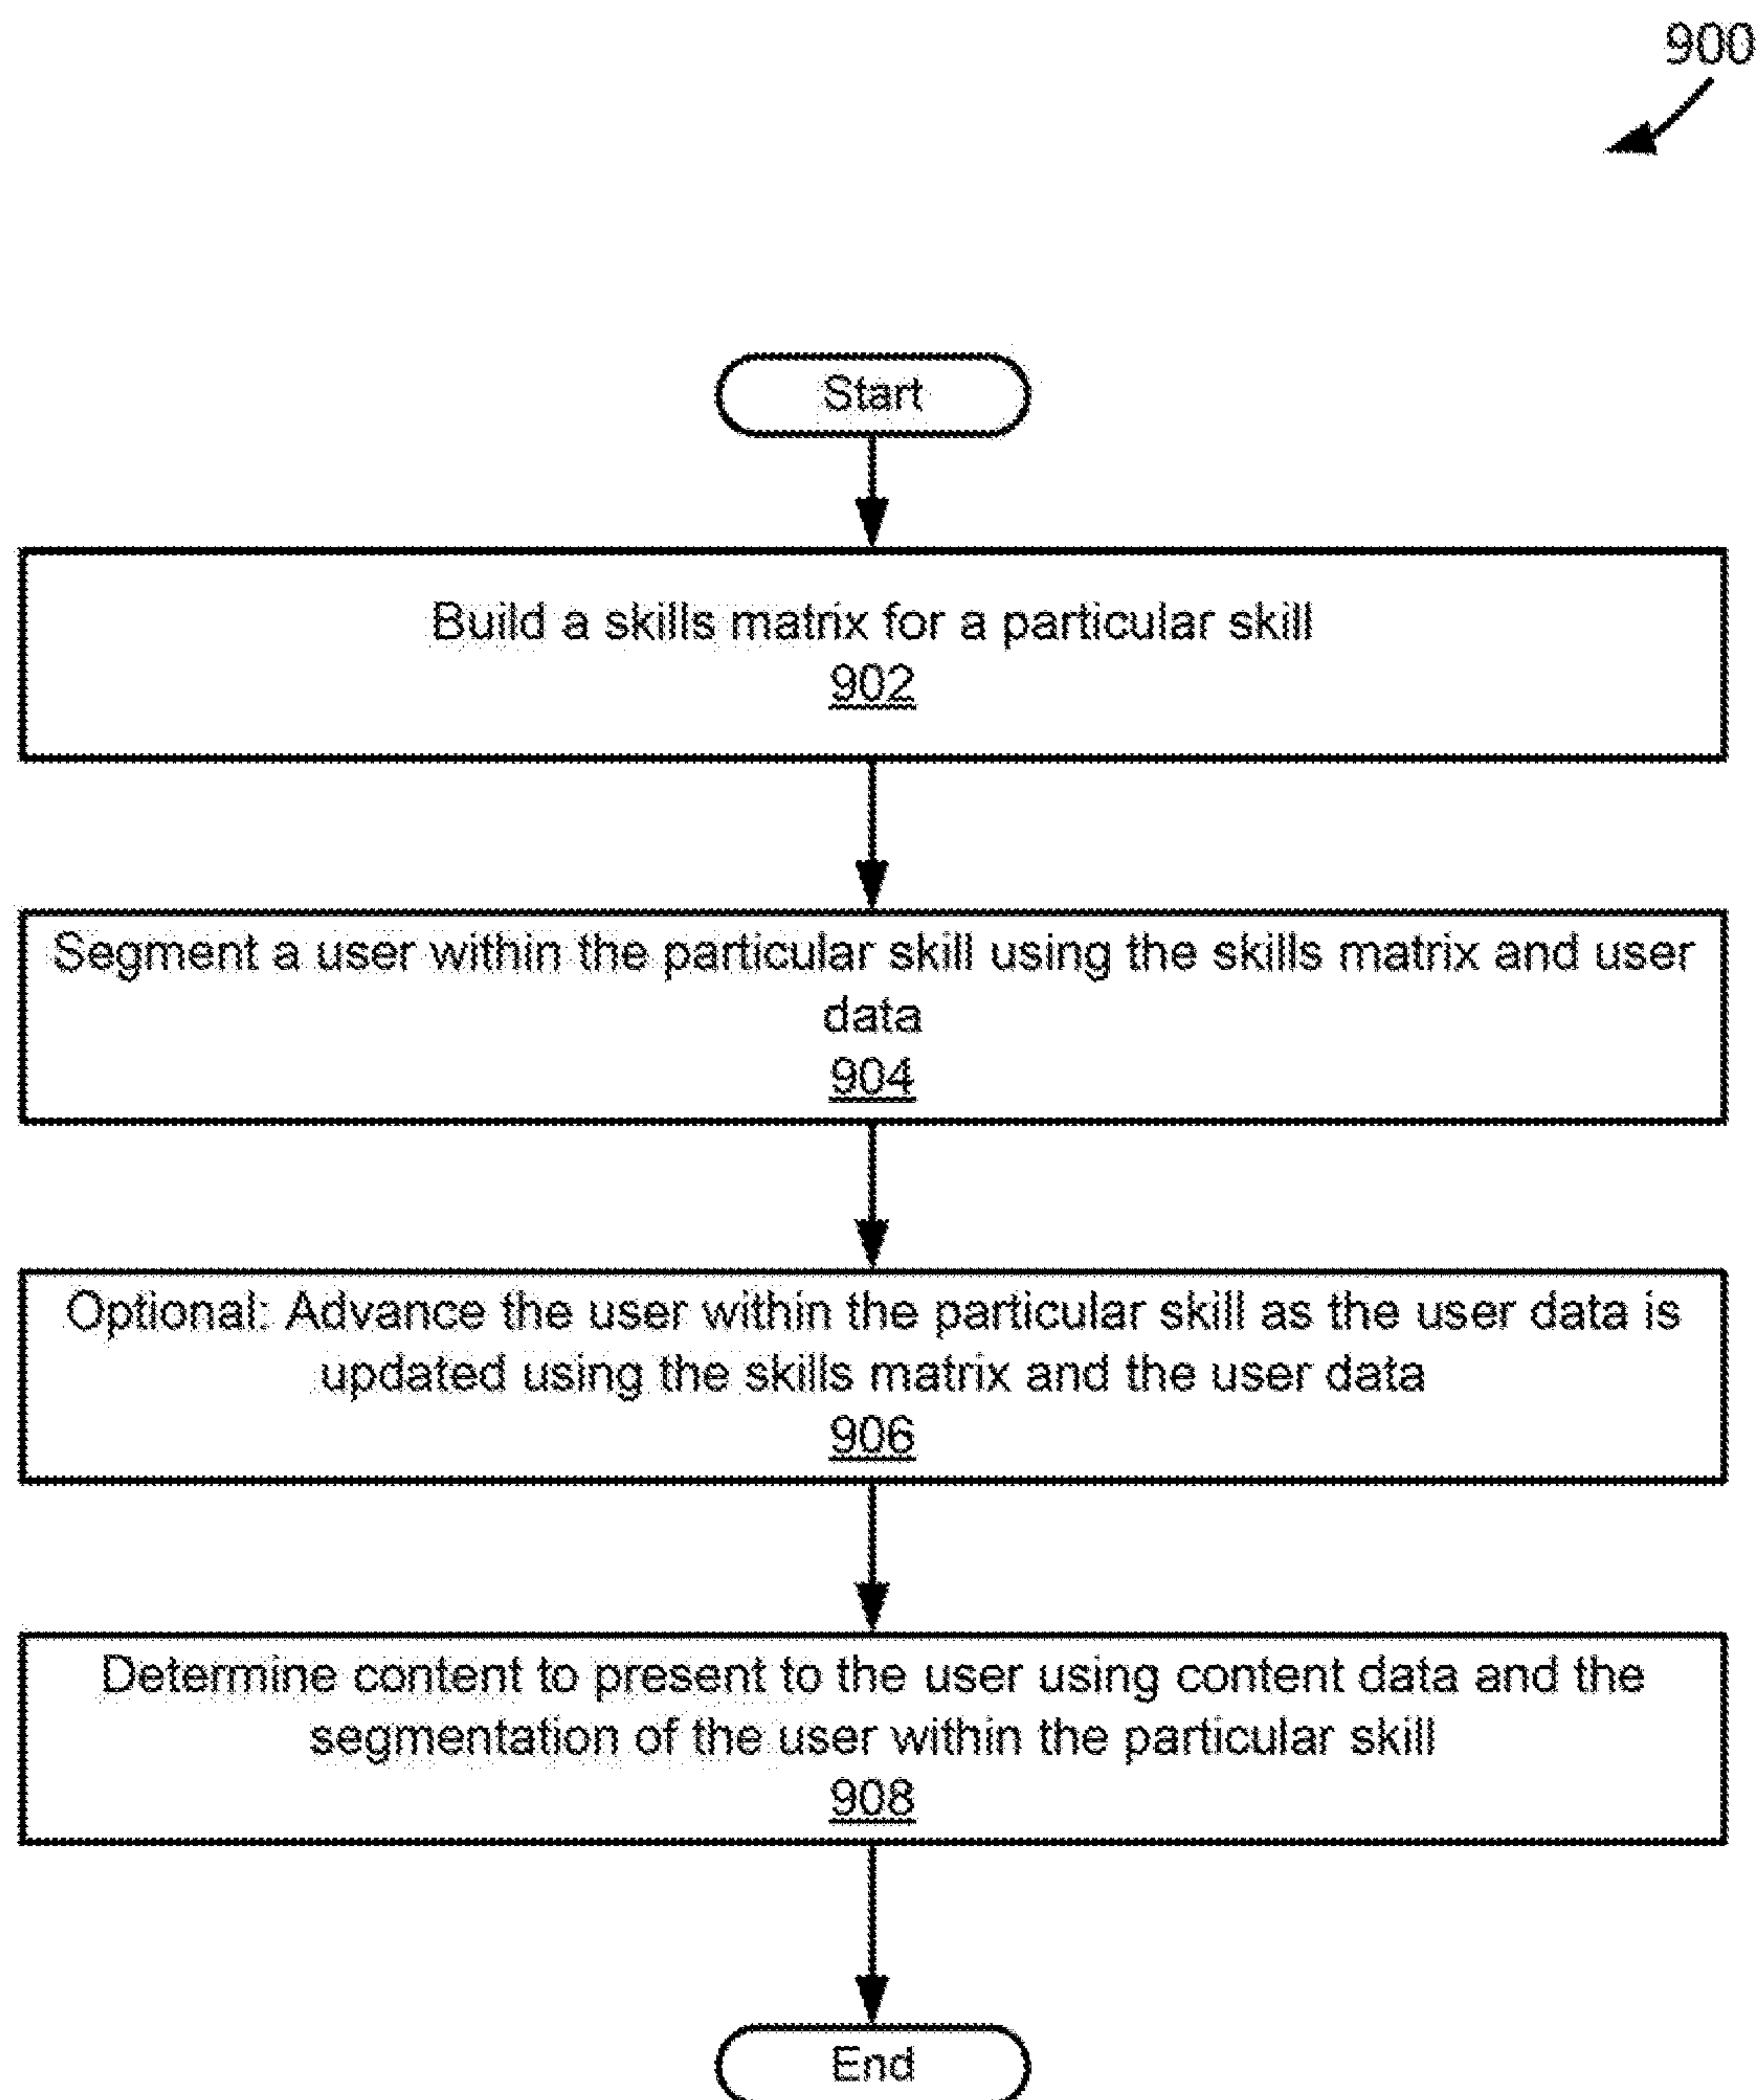 900
Start
Build a skills matrix for a particular skill
902
Segment a user within the particular skill using the skills matrix and user
data
904
Optional: Advance the user within the particular skill as the user data is
updated using the skills matrix and the user data
906
Determine content to present to the user using content data and the
segmentation of the user within the particular skill
908
End